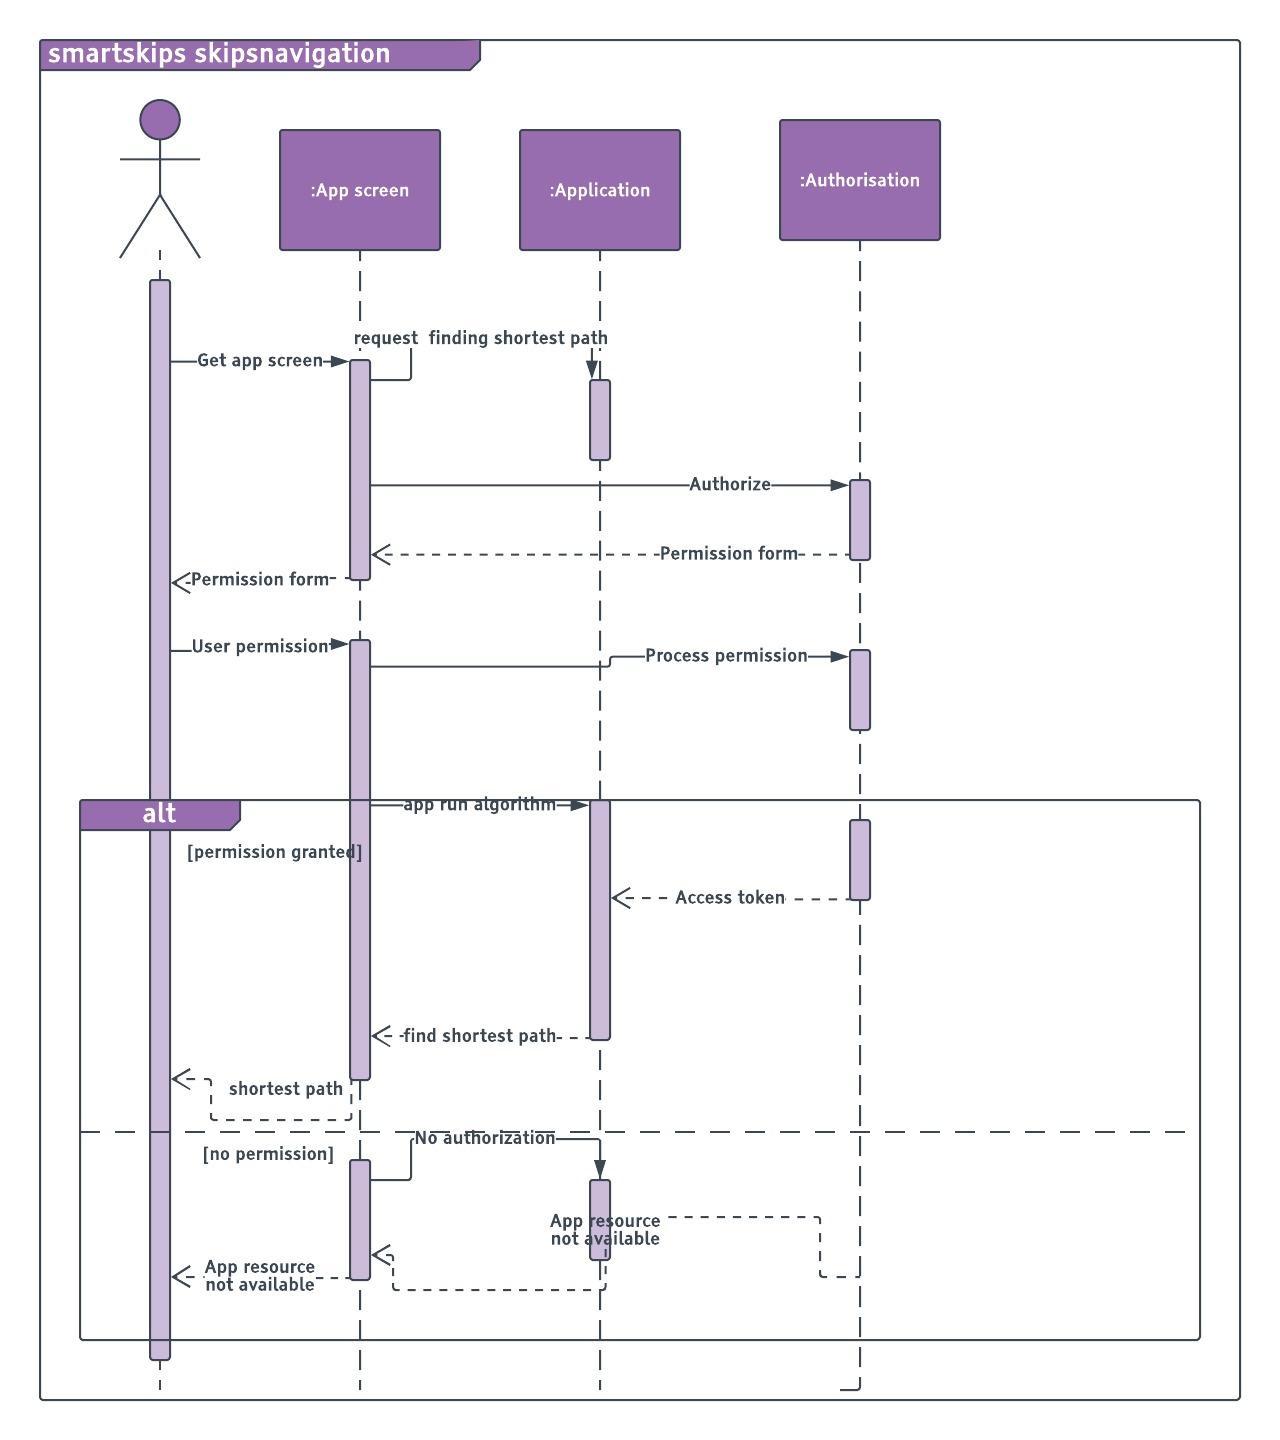 smartskips skipsnavigation
:App screen
:Application
:Authorisation
request  finding shortest path
Get app screen
Authorize
Permission form
Permission form
User permission
Process permission
alt
app run algorithm
[permission granted]
Access token
find shortest path
shortest path
No authorization
[no permission]
App resource
not available
App resource
not available